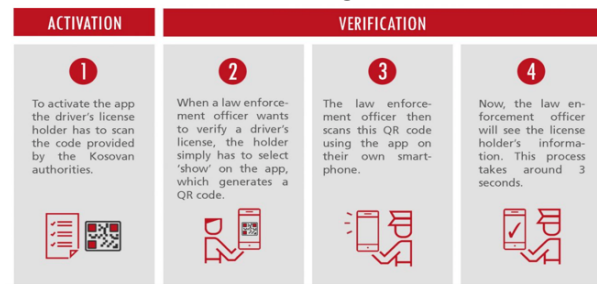 ACTIVATION
VERIFICATION
1
To activate the app
the driver's license
holder has to scan
the code provided
by the Kosovan
authorities.
2
When a law enforce-
ment officer wants
to verify a driver's
license, the holder
simply has to select
'show' on the app,
which generates a
QR code.
3
The law enforce-
ment officer then
scans this QR code
using the app on
their own smart-
phone.
4
Now, the law en-
forcement officer
will see the license
holder's informa-
tion. This process
takes around 3
seconds.